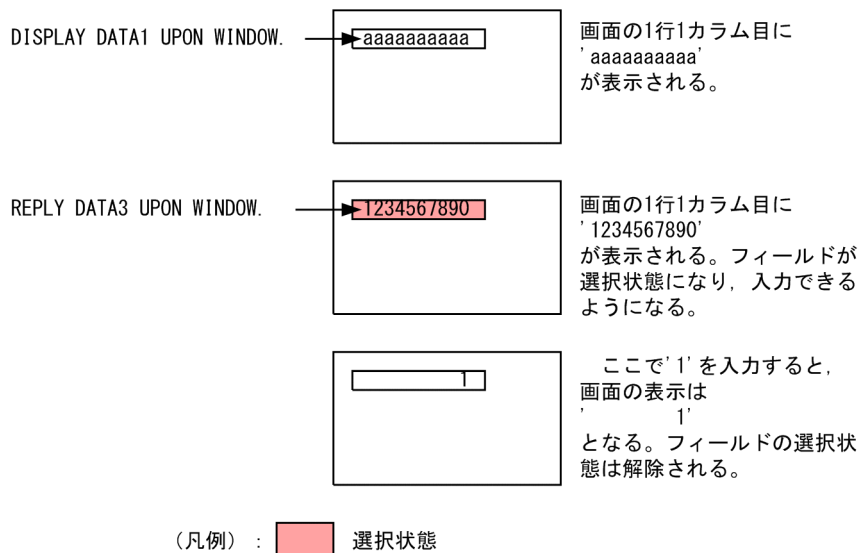 DISPLAY DATA1 UPON WINDOW.
aaaaaaaaaa
画面の1行1カラム目に
'aaaaaaaaaa'
が表示される。
REPLY DATA3 UPON WINDOW.
1234567890
画面の1行1カラム目に
'1234567890'
が表示される。フィールドが
選択状態になり，入力できる
ようになる。
1
ここで'1'を入力すると，
画面の表示は
'         1'
となる。フィールドの選択状
態は解除される。
（凡例）： 選択状態